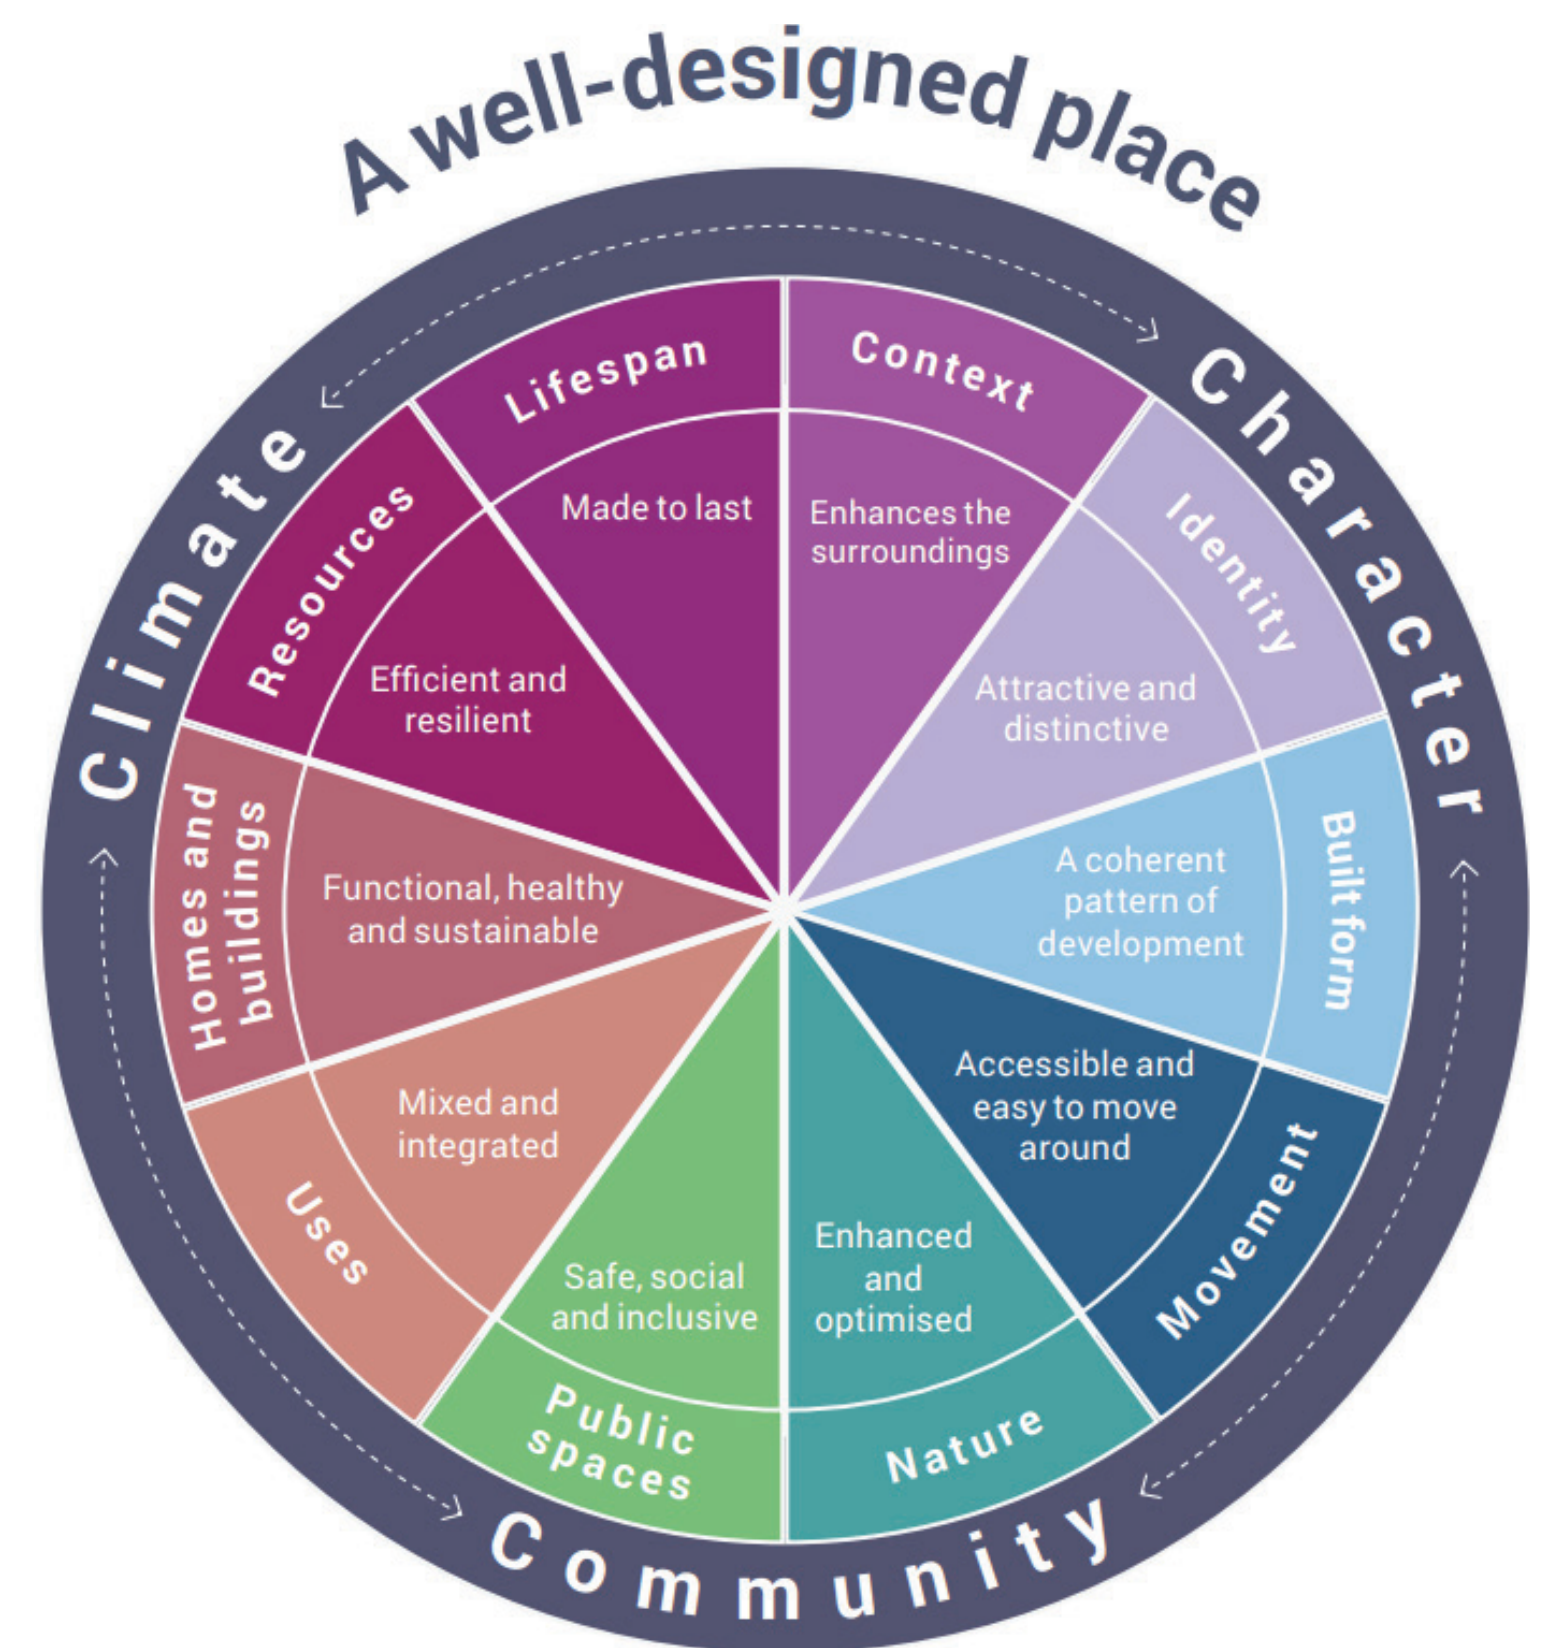 A well-designed place
Climate
Character
Community
Context
Enhances the
surroundings
Identity
Attractive and
distinctive
Built form
A coherent
pattern of
development
Movement
Accessible and
easy to move
around
Nature
Enhanced
and
optimised
Public
spaces
Safe, social
and inclusive
Uses
Mixed and
integrated
Homes and
buildings
Functional, healthy
and sustainable
Resources
Efficient and
resilient
Lifespan
Made to last